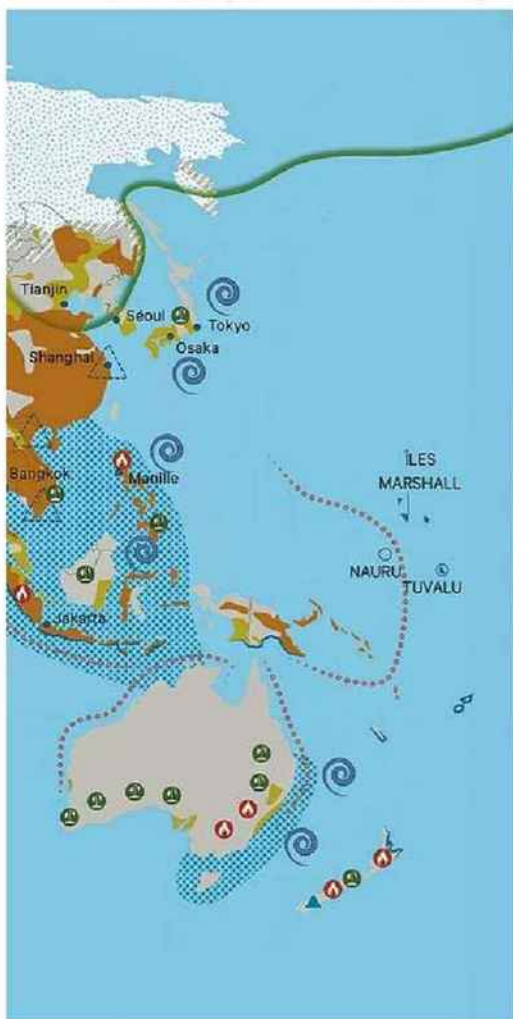 Tianjin
Séoul
Tokyo
Osaka
Shanghai
Bangkok
Manille
ÎLES
MARSHALL
NAURU
TUVALU
Jakarta